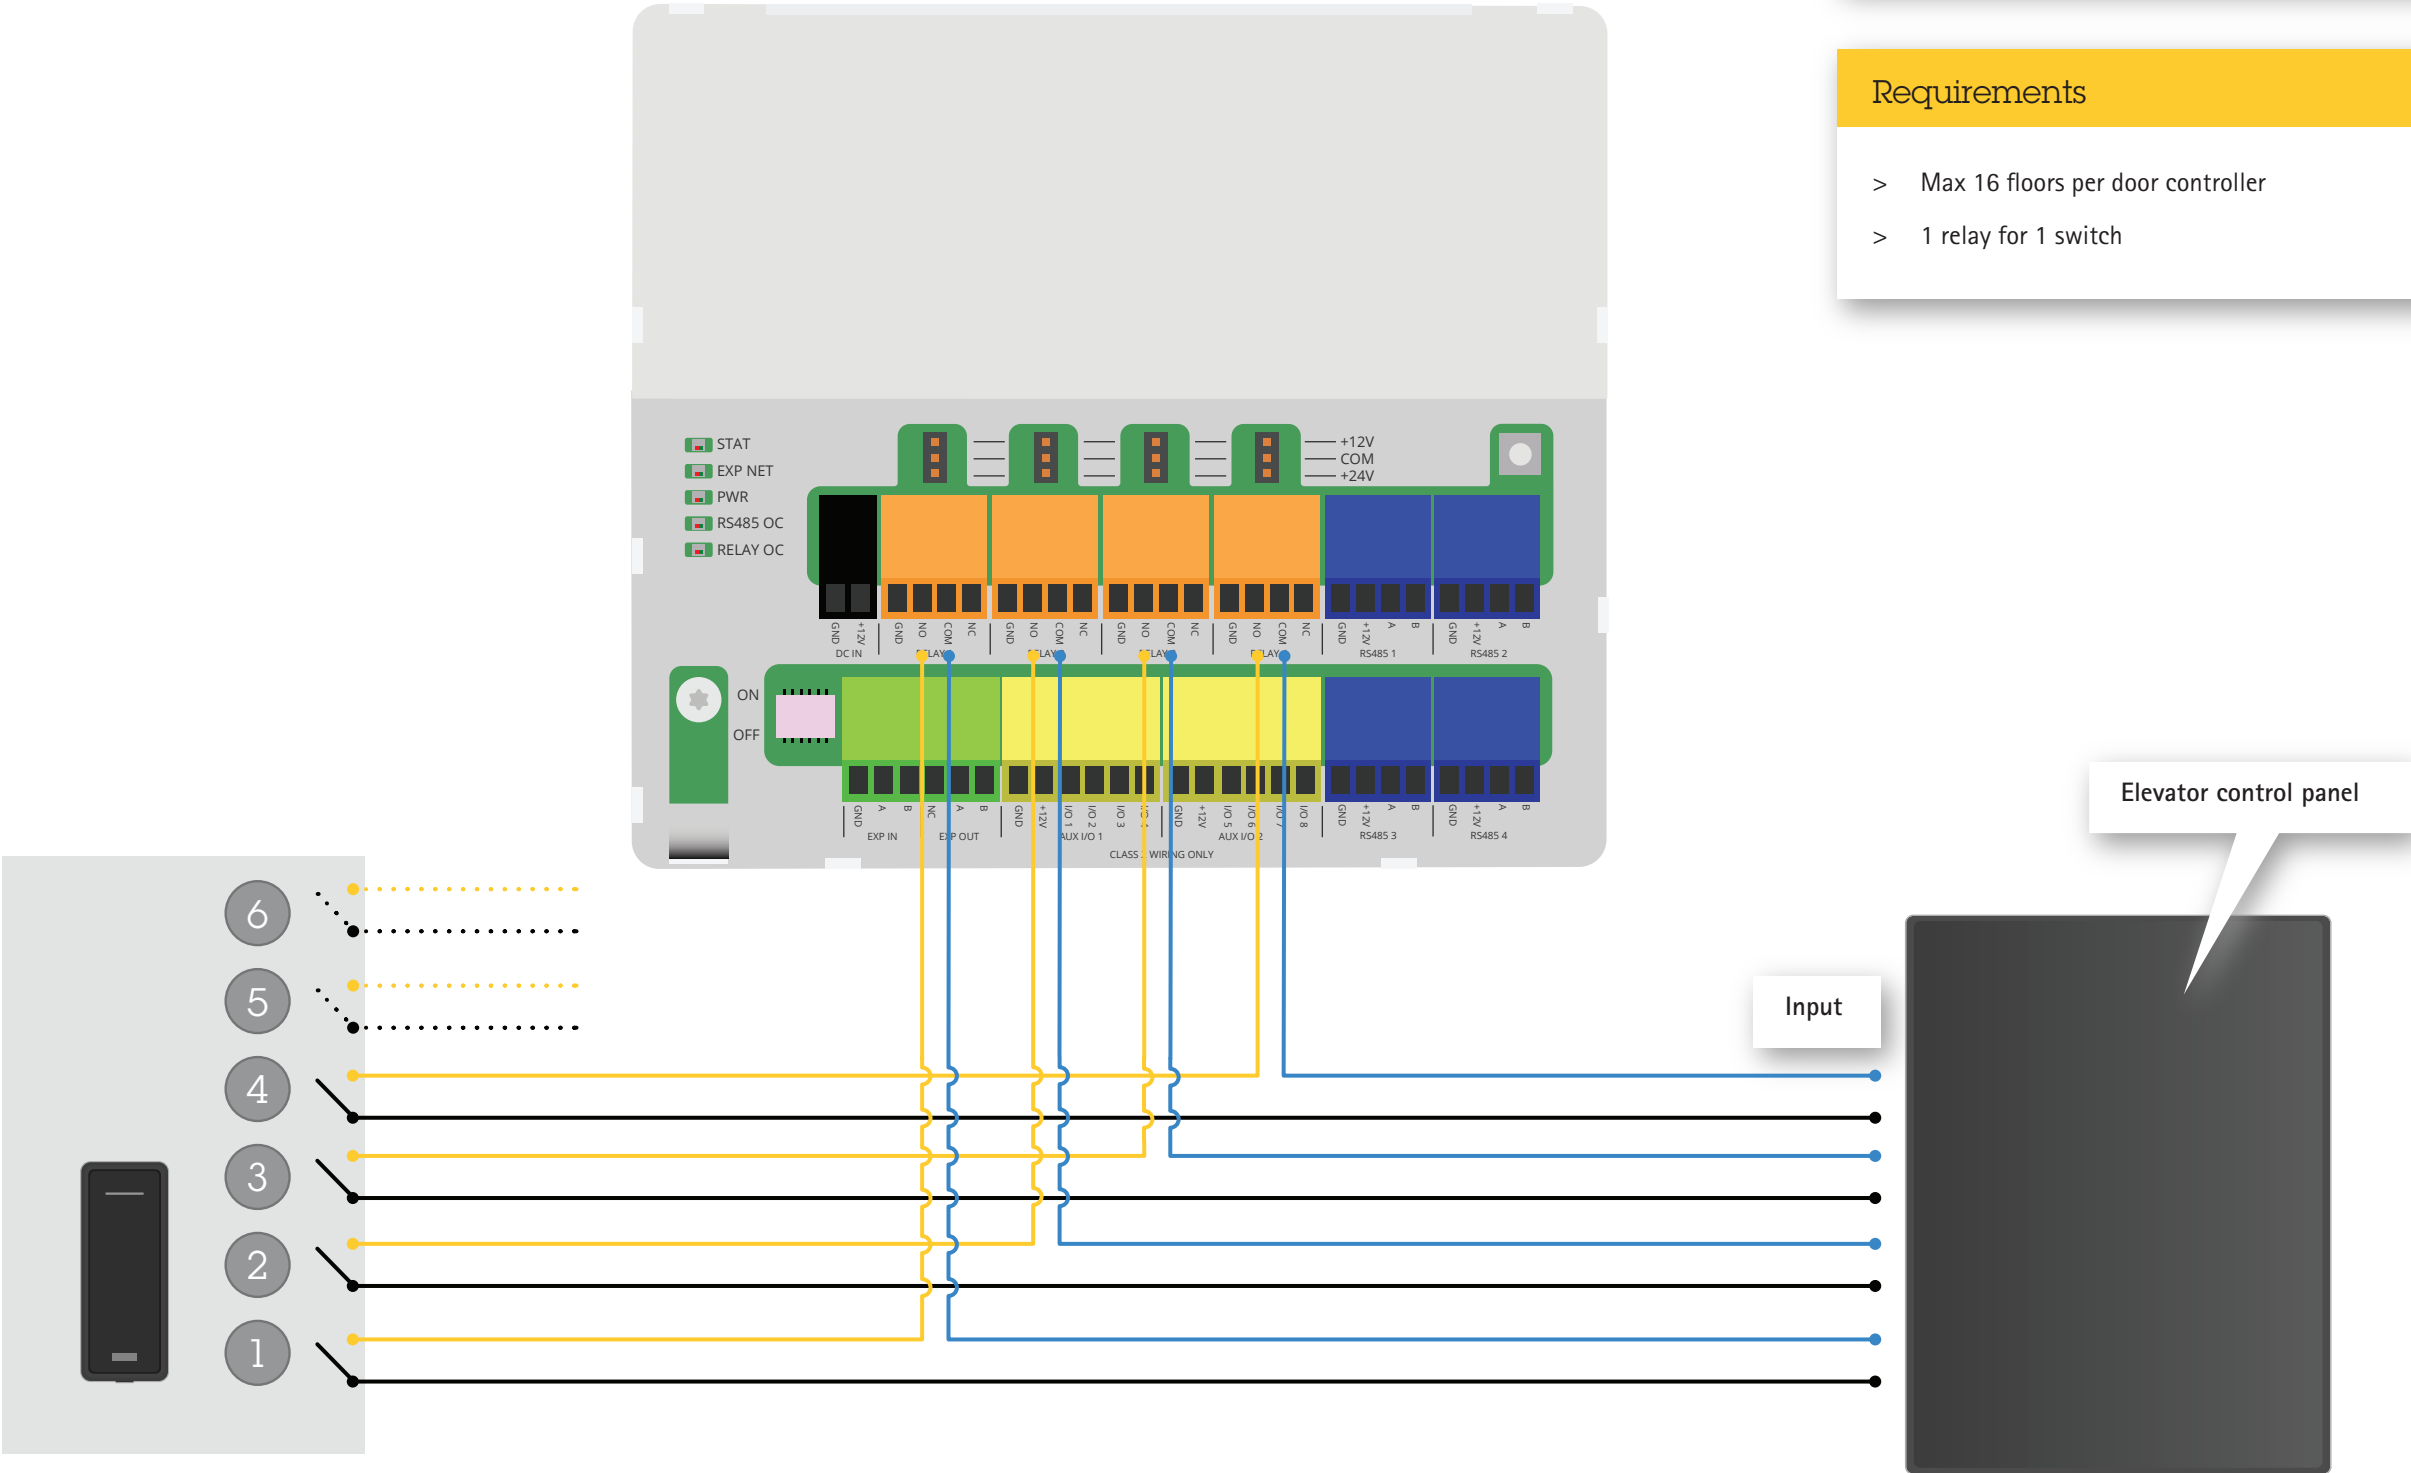 Requirements
> Max 16 floors per door controller
> 1 relay for 1 switch
STAT
EXP NET
PWR
RS485 OC
RELAY OC
+12V
COM
+24V
GND +12V GND NO COM NC GND NO COM NC GND NO COM NC GND NO COM NC GND +12V A B GND +12V A B
DC IN RS485 1 RS485 2
ON
OFF
GND A B NC A B GND +12V I/O 1 I/O 2 I/O 3 GND +12V I/O 5 I/O 6 I/O 7 I/O 8 GND +12V A B GND +12V A B
EXP IN EXP OUT AUX I/O 1 AUX I/O 2 RS485 3 RS485 4
CLASS WIRING ONLY
Elevator control panel
Input
6
5
4
3
2
1